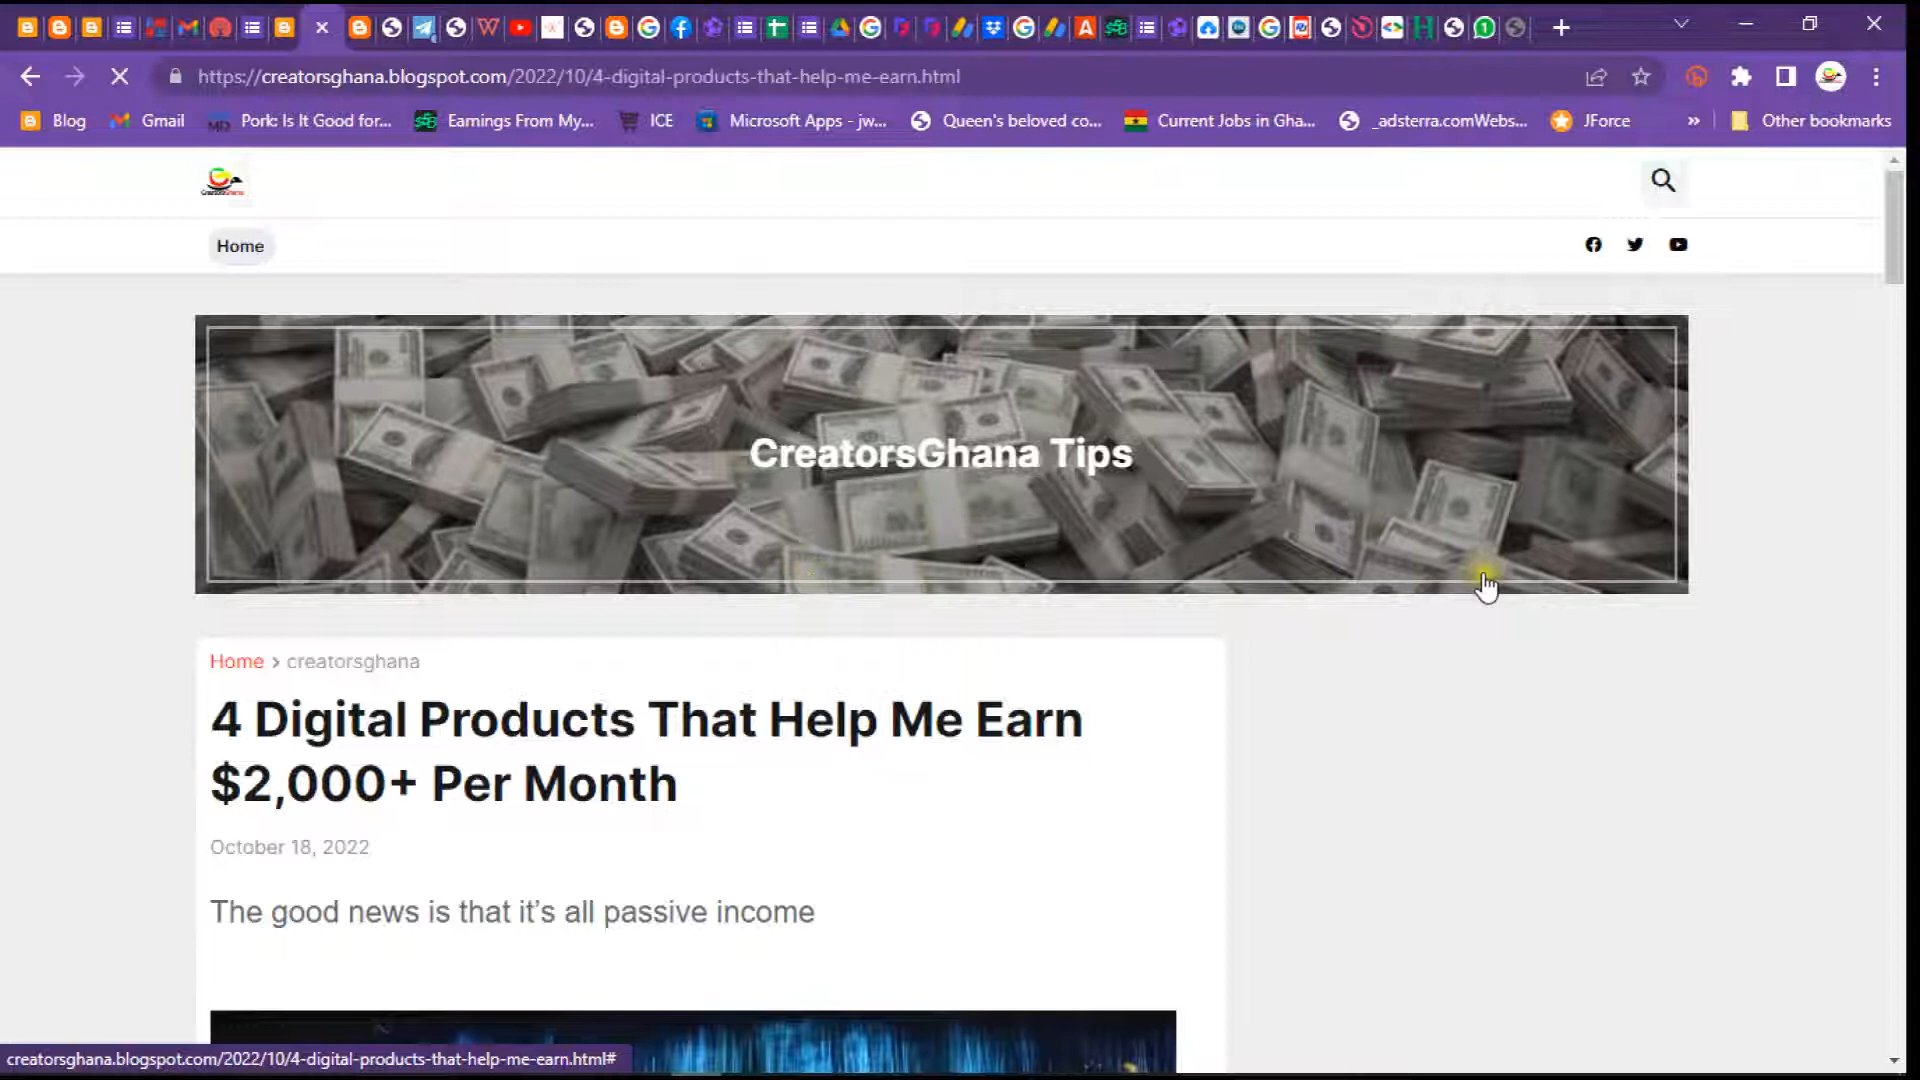 https://creatorsghana.blogspot.com/2022/10/4-digital-products-that-help-me-earn.html
Blog
Gmail
Pork: Is It Good for...
Earnings From My...
ICE
Microsoft Apps - jw...
Queen's beloved co...
Current Jobs in Gha...
_adsterra.comWebs...
JForce
»
Other bookmarks
Home
CreatorsGhana Tips
Home > creatorsghana
4 Digital Products That Help Me Earn
$2,000+ Per Month
October 18, 2022
The good news is that it’s all passive income
creatorsghana.blogspot.com/2022/10/4-digital-products-that-help-me-earn.html#